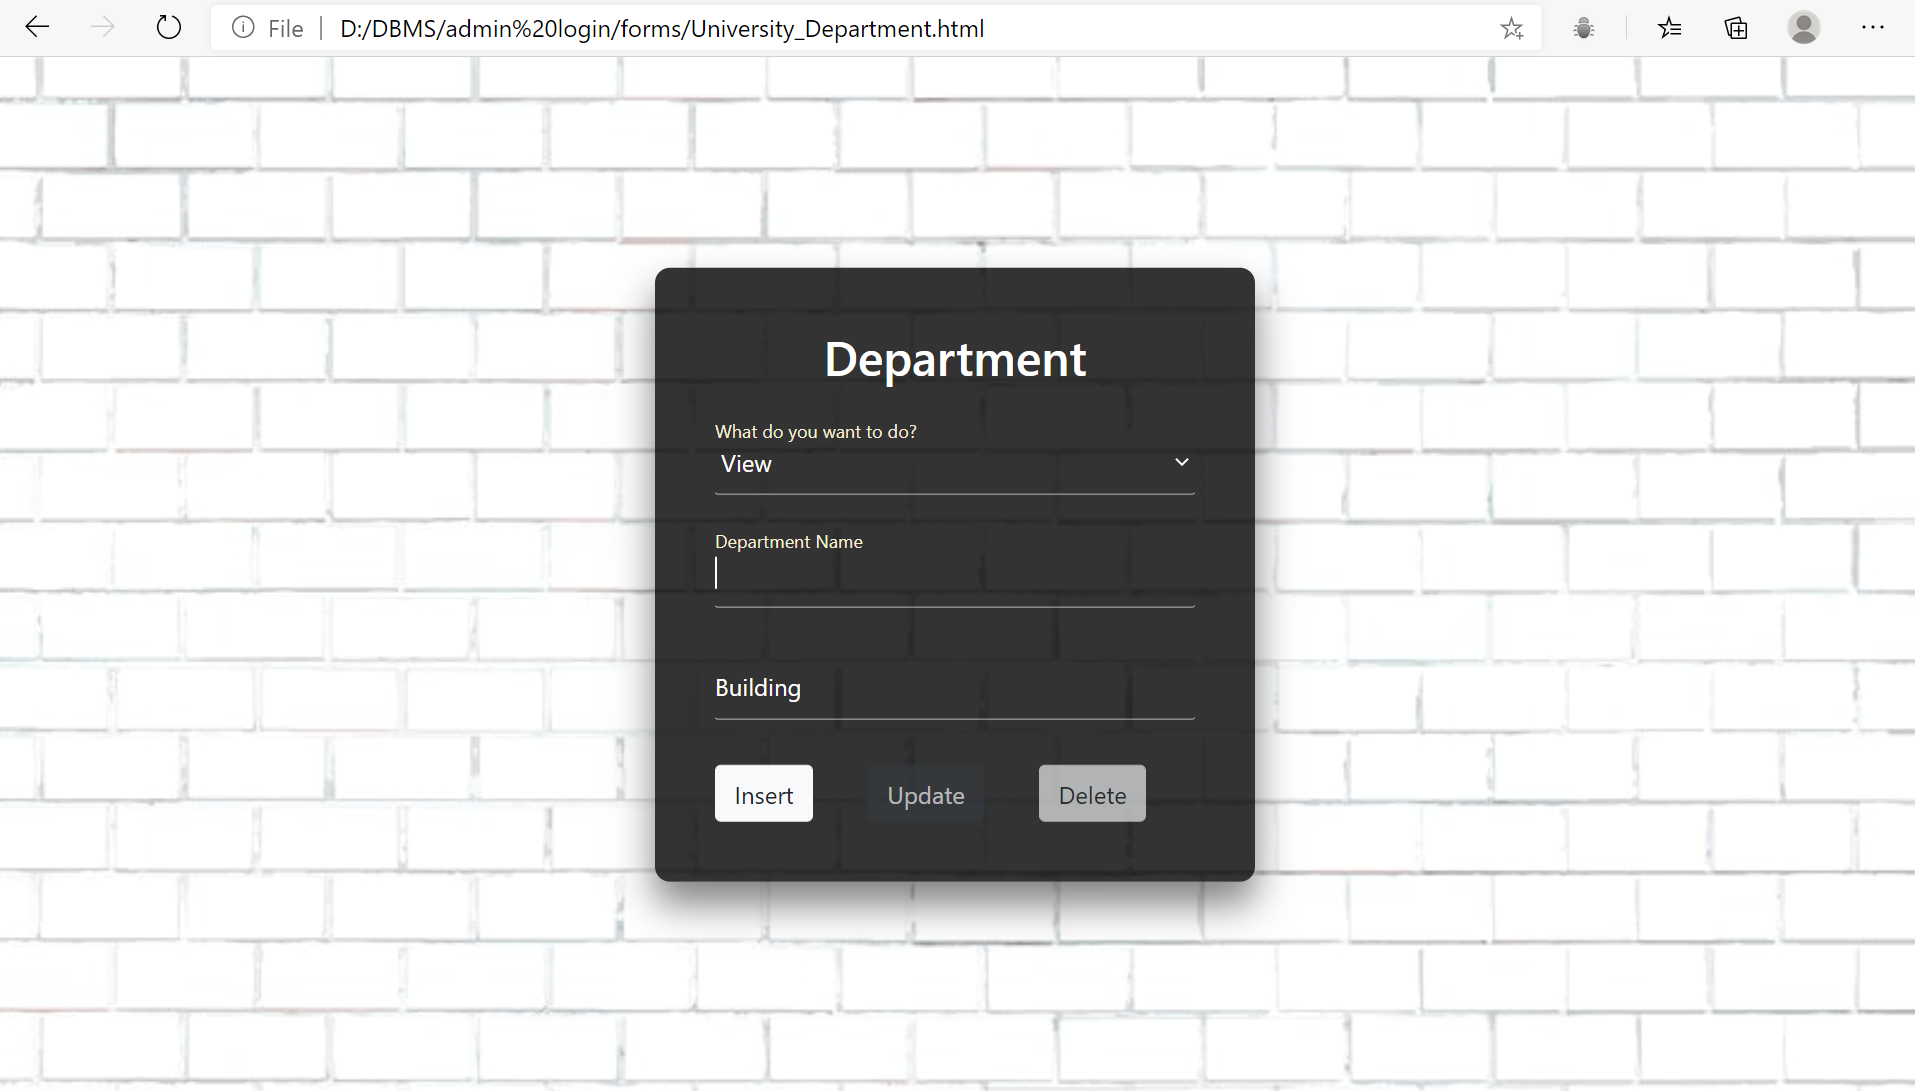 File D:/DBMS/admin%20login/forms/University_Department.html
Department
What do you want to do?
View
Department Name
Building
Insert Update Delete